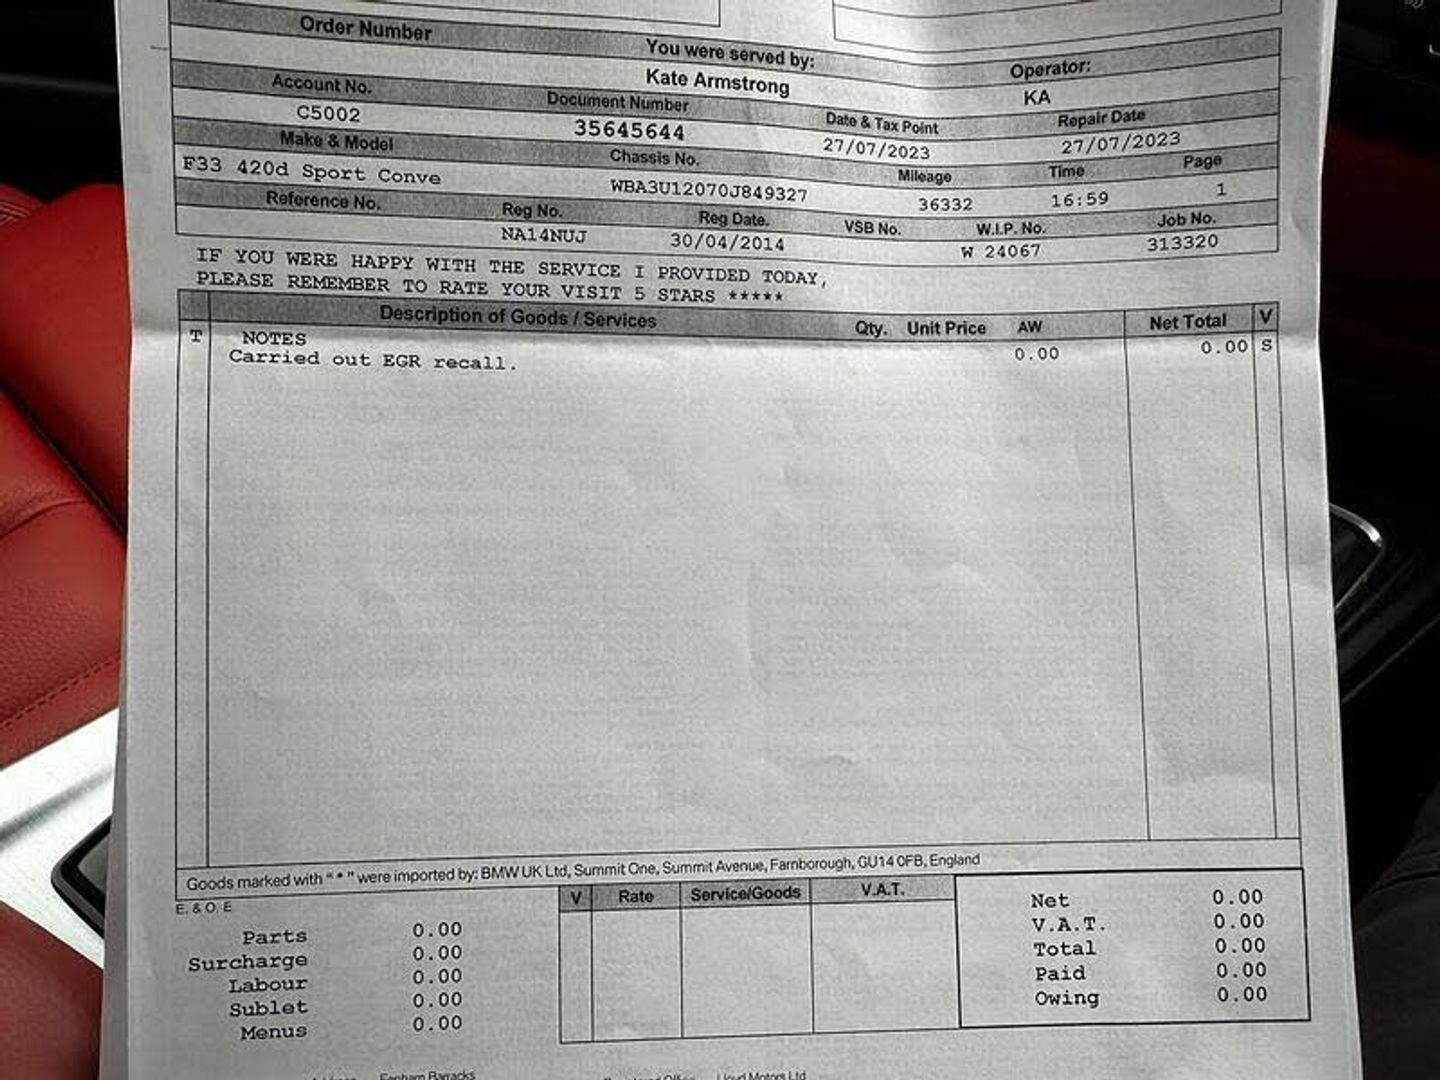 Order Number
You were served by:
Operator:
Kate Armstrong
KA
Account No.
Document Number
Date & Tax Point
Repair Date
C5002
35645644
27/07/2023
27/07/2023
Make & Model
Chassis No.
Mileage
Time
Page
F33 420d Sport Conve
WBA3U12070J849327
36332
16:59
1
Reference No.
Reg No.
Reg Date.
VSB No.
W.I.P. No.
Job No.
NA14NUJ
30/04/2014
W 24067
313320
IF YOU WERE HAPPY WITH THE SERVICE I PROVIDED TODAY,
PLEASE REMEMBER TO RATE YOUR VISIT 5 STARS *****
Description of Goods / Services Qty. Unit Price AW Net Total V
T NOTES
Carried out EGR recall. 0.00 0.00 S
Goods marked with "*" were imported by: BMW UK Ltd, Summit One, Summit Avenue, Farnborough, GU14 0FB, England
E. & O. E
V Rate Service/Goods V.A.T.
Parts 0.00
Surcharge 0.00
Labour 0.00
Sublet 0.00
Menus 0.00
Net 0.00
V.A.T. 0.00
Total 0.00
Paid 0.00
Owing 0.00
Fenham Barracks
Lloyd Motors Ltd